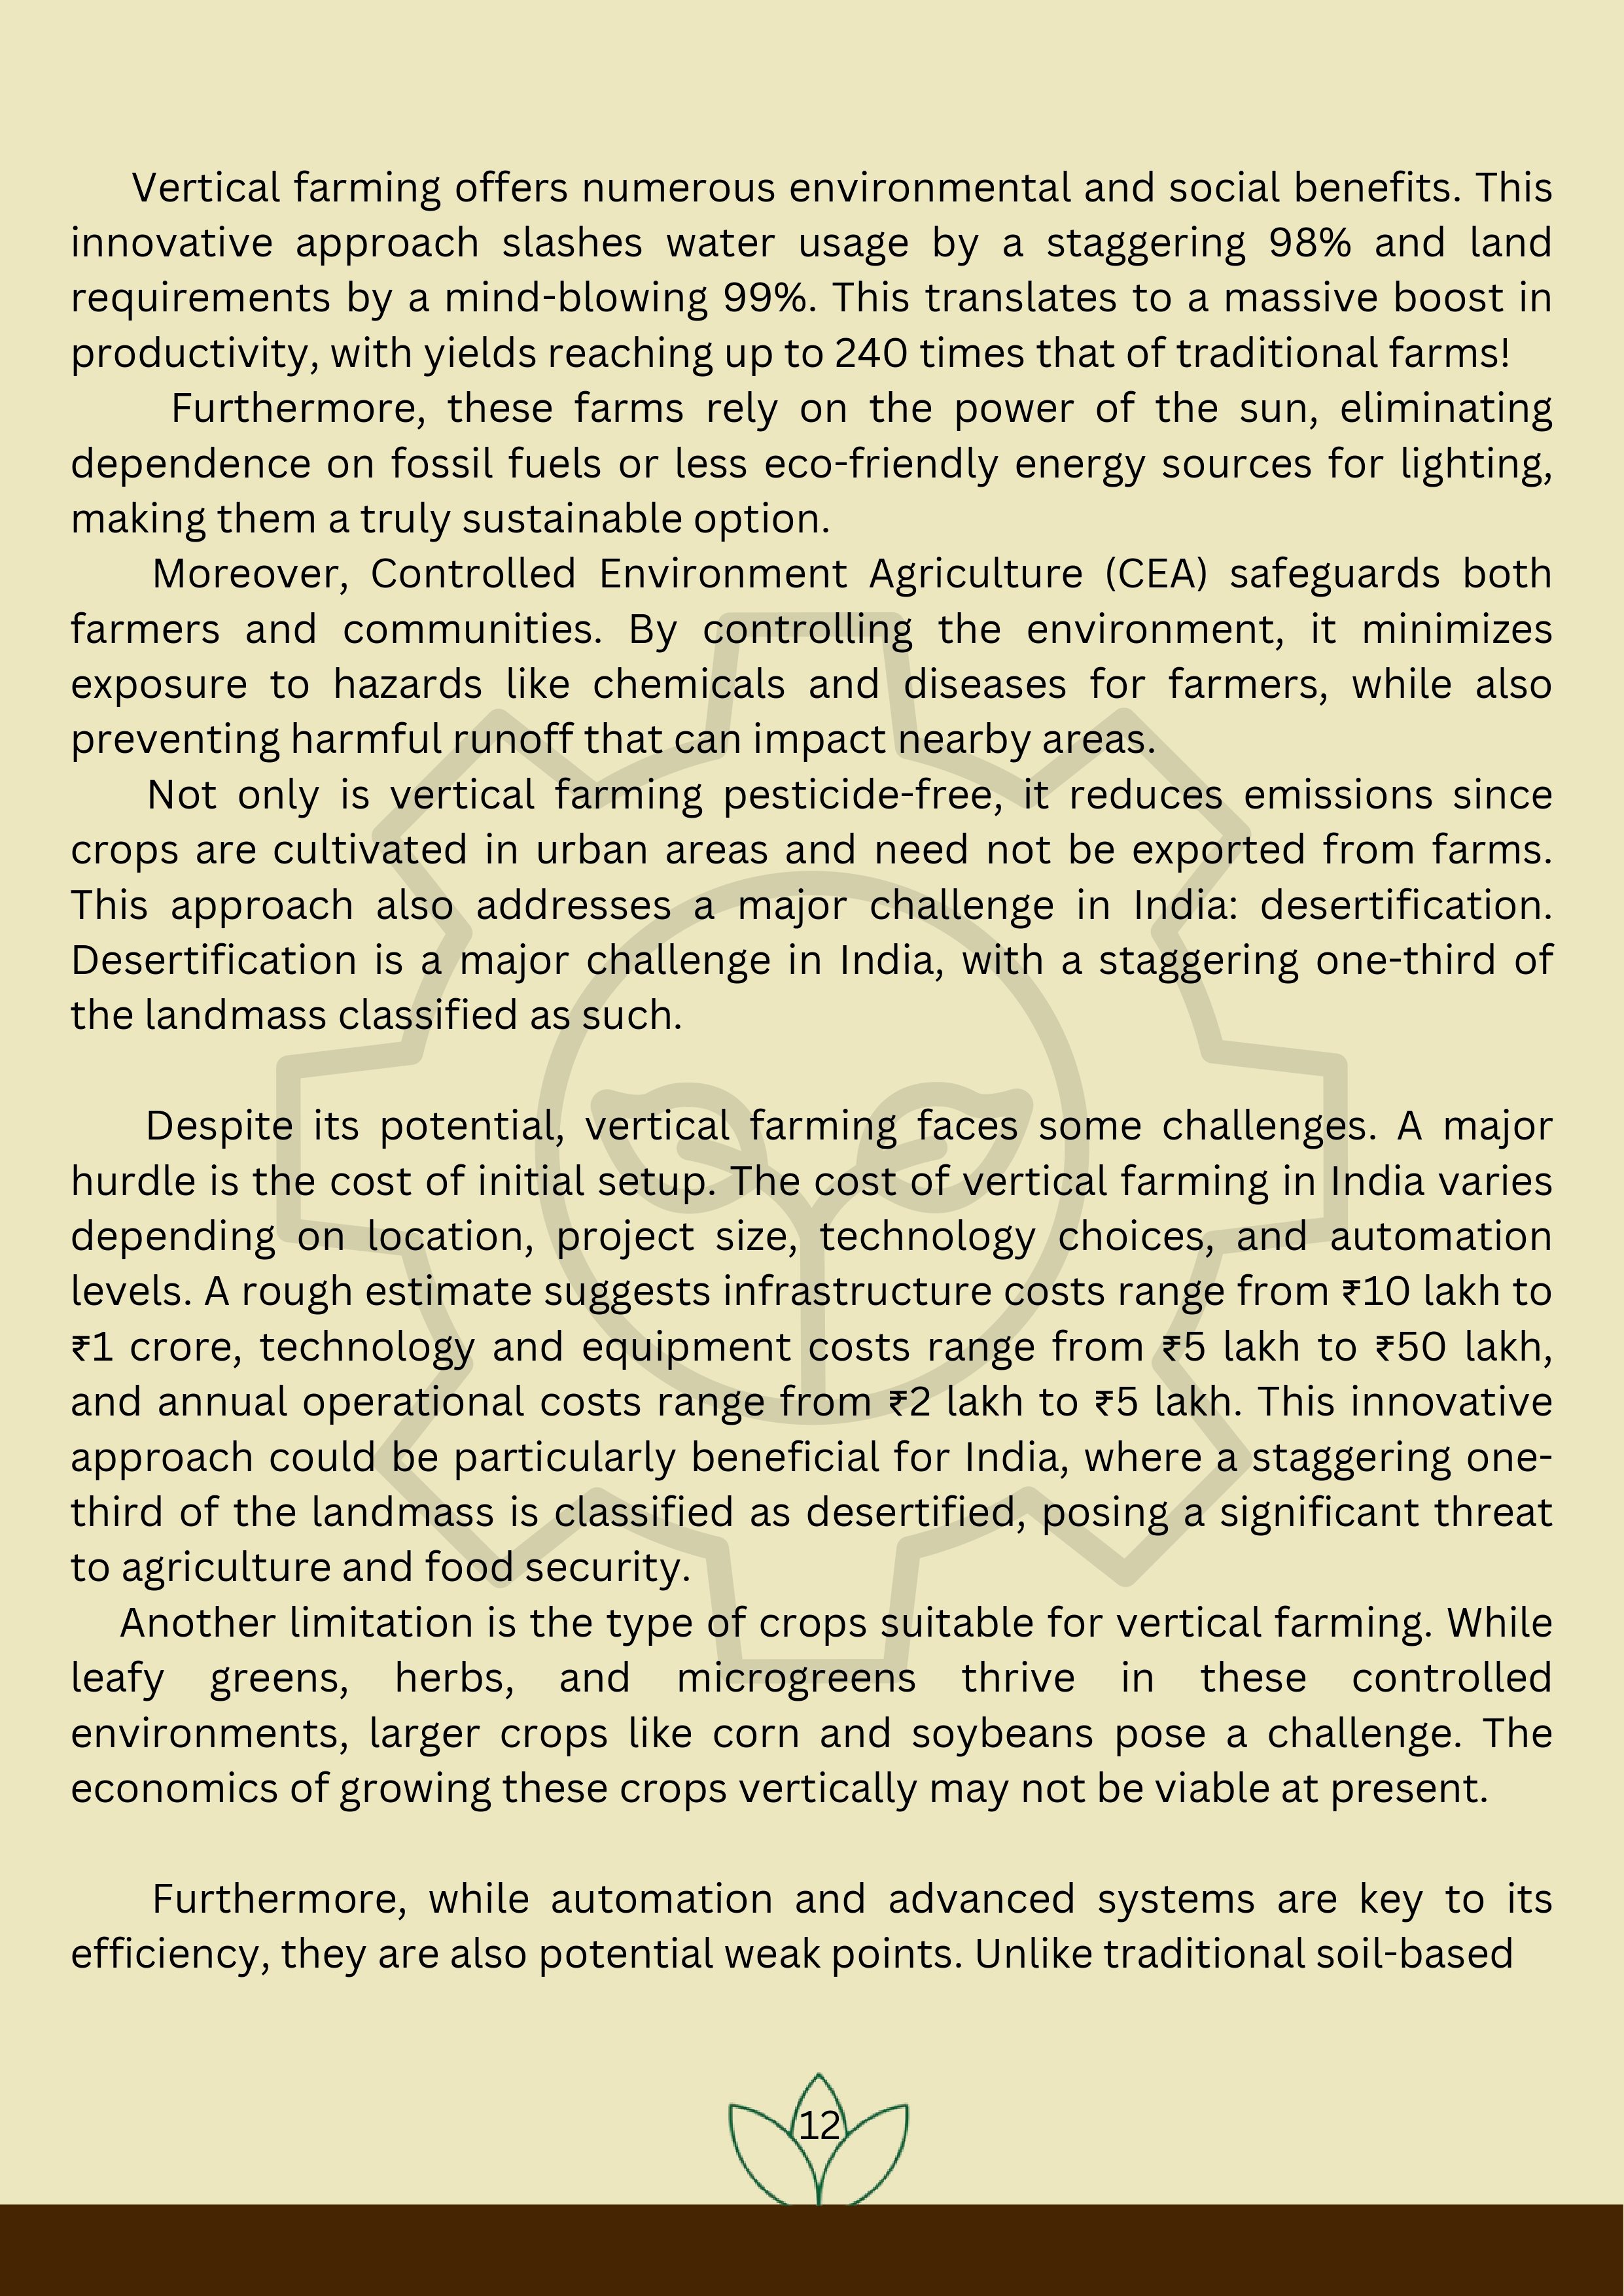 Vertical farming offers numerous environmental and social benefits. This
innovative approach slashes water usage by a staggering 98% and land
requirements by a mind-blowing 99%. This translates to a massive boost in
productivity, with yields reaching up to 240 times that of traditional farms!
Furthermore, these farms rely on the power of the sun, eliminating
dependence on fossil fuels or less eco-friendly energy sources for lighting,
making them a truly sustainable option.
Moreover, Controlled Environment Agriculture (CEA) safeguards both
farmers and communities. By controlling the environment, it minimizes
exposure to hazards like chemicals and diseases for farmers, while also
preventing harmful runoff that can impact nearby areas.
Not only is vertical farming pesticide-free, it reduces emissions since
crops are cultivated in urban areas and need not be exported from farms.
This approach also addresses a major challenge in India: desertification.
Desertification is a major challenge in India, with a staggering one-third of
the landmass classified as such.
Despite its potential, vertical farming faces some challenges. A major
hurdle is the cost of initial setup. The cost of vertical farming in India varies
depending on location, project size, technology choices, and automation
levels. A rough estimate suggests infrastructure costs range from ₹10 lakh to
₹1 crore, technology and equipment costs range from ₹5 lakh to ₹50 lakh,
and annual operational costs range from ₹2 lakh to ₹5 lakh. This innovative
approach could be particularly beneficial for India, where a staggering one-
third of the landmass is classified as desertified, posing a significant threat
to agriculture and food security.
Another limitation is the type of crops suitable for vertical farming. While
leafy greens, herbs, and microgreens thrive in these controlled
environments, larger crops like corn and soybeans pose a challenge. The
economics of growing these crops vertically may not be viable at present.
Furthermore, while automation and advanced systems are key to its
efficiency, they are also potential weak points. Unlike traditional soil-based
12